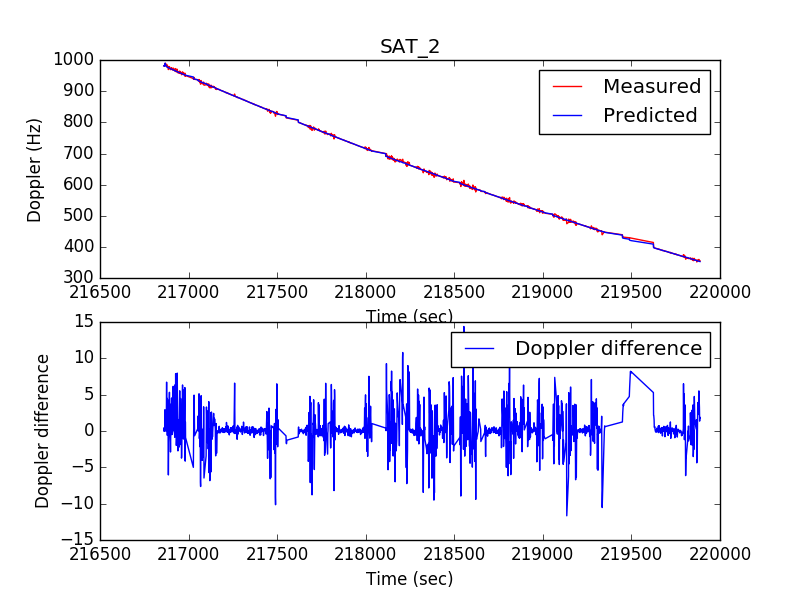 SAT_2
1000
900
800
700
600
500
400
300
Doppler (Hz)
Measured
Predicted
216500 217000 217500 218000 218500 219000 219500 220000
Time (sec)
15
10
5
0
−5
−10
−15
Doppler difference
Doppler difference
216500 217000 217500 218000 218500 219000 219500 220000
Time (sec)